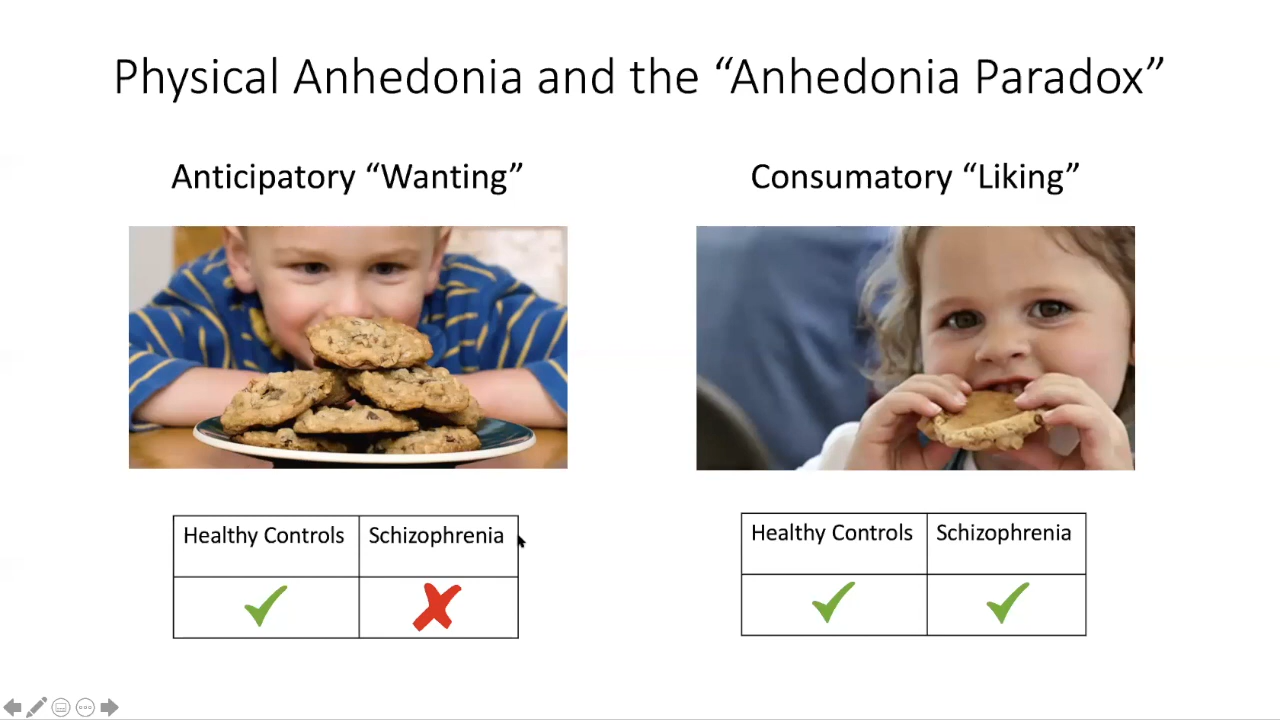 Physical Anhedonia and the “Anhedonia Paradox”
Anticipatory “Wanting”
Consumatory “Liking”
Healthy Controls
Schizophrenia
Healthy Controls
Schizophrenia